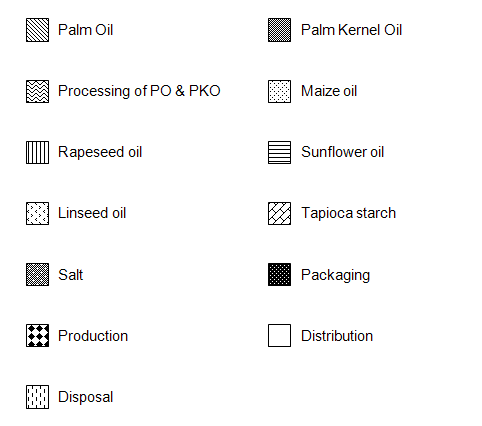 Palm Oil
Palm Kernel Oil
Processing of PO & PKO
Maize oil
Rapeseed oil
Sunflower oil
Linseed oil
Tapioca starch
Salt
Packaging
Production
Distribution
Disposal